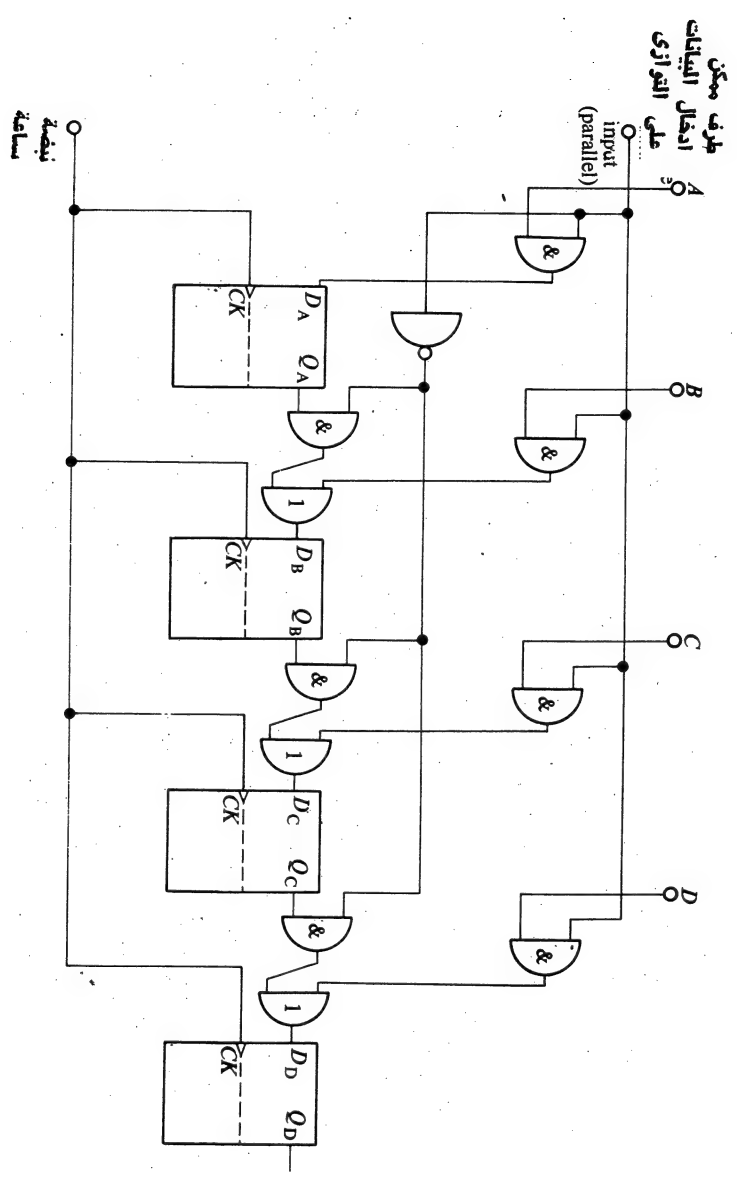 طرف ممكن
ادخال البيانات
على التوازى
input
(parallel)
A
B
C
D
&
&
&
&
D_A
Q_A
CK
&
1
D_B
Q_B
CK
&
1
D_C
Q_C
CK
&
1
D_D
Q_D
CK
نبضة
ساعة